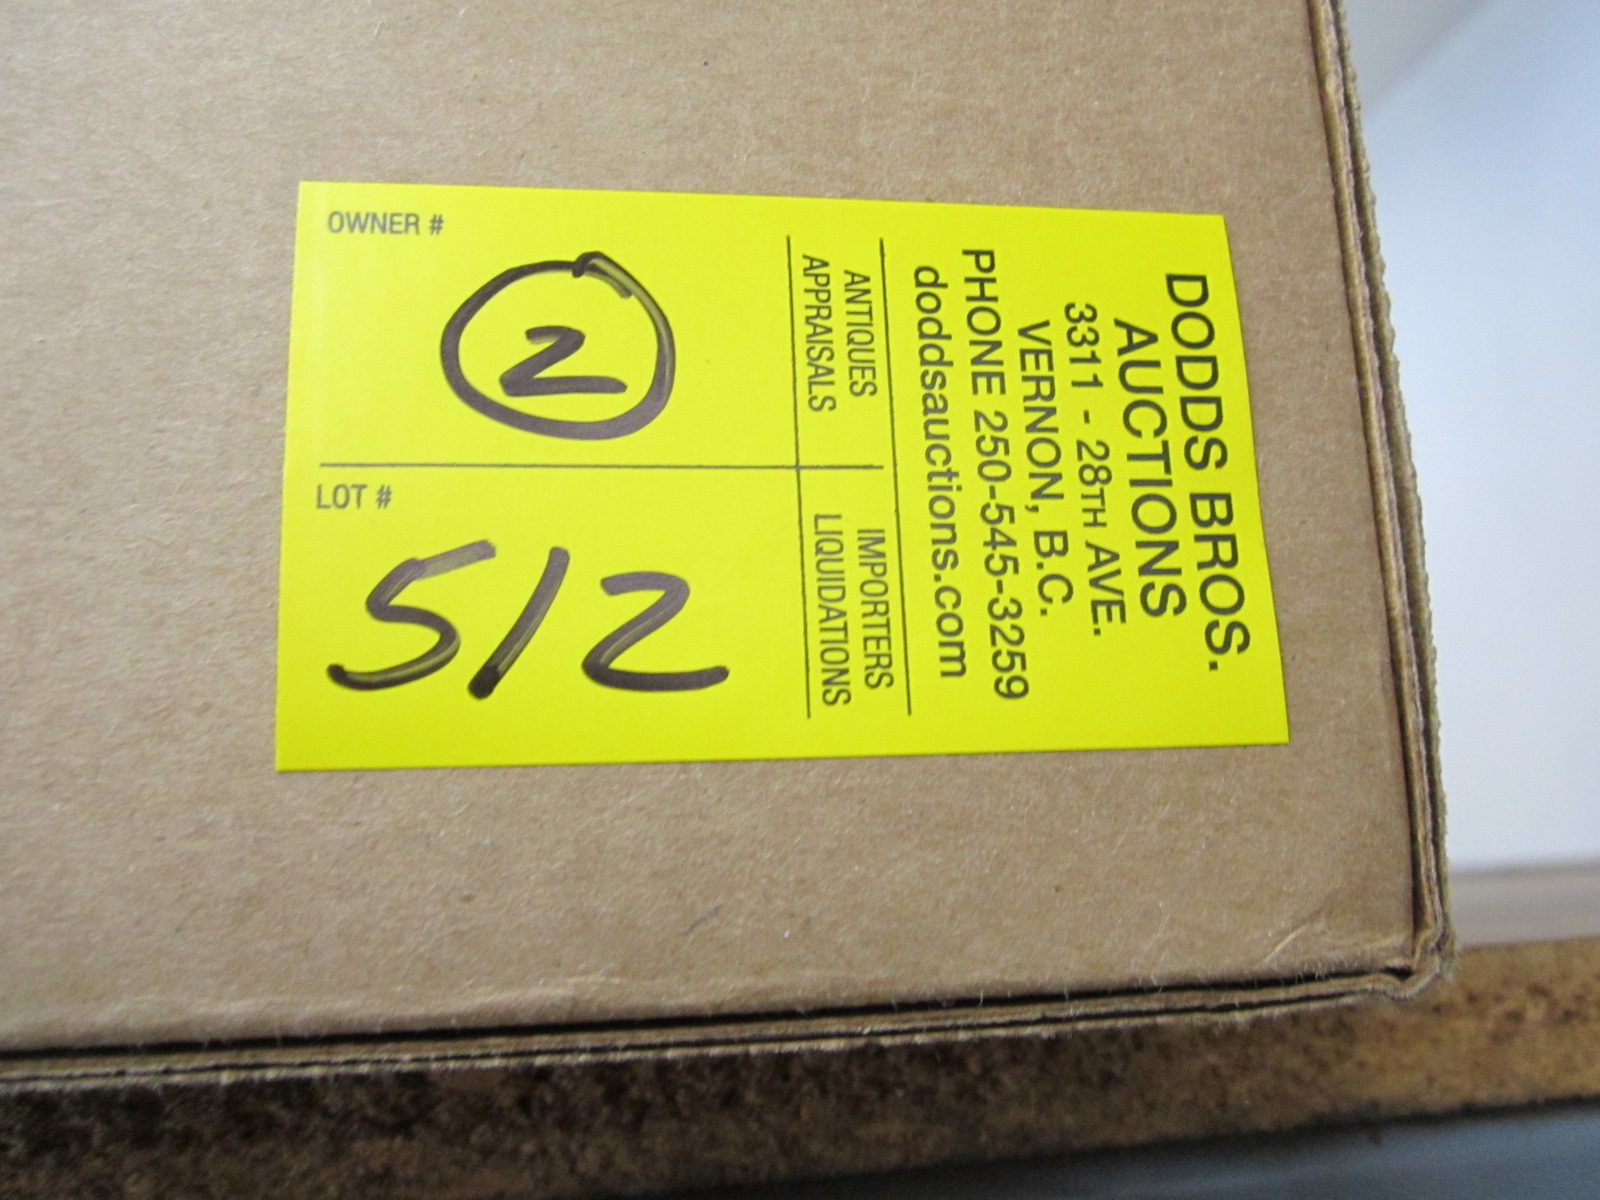 DODDS BROS.
AUCTIONS
3311 - 28TH AVE.
VERNON, B.C.
PHONE 250-545-3259
doddsauctions.com
ANTIQUES
APPRAISALS
IMPORTERS
LIQUIDATIONS
OWNER #
2
LOT #
512